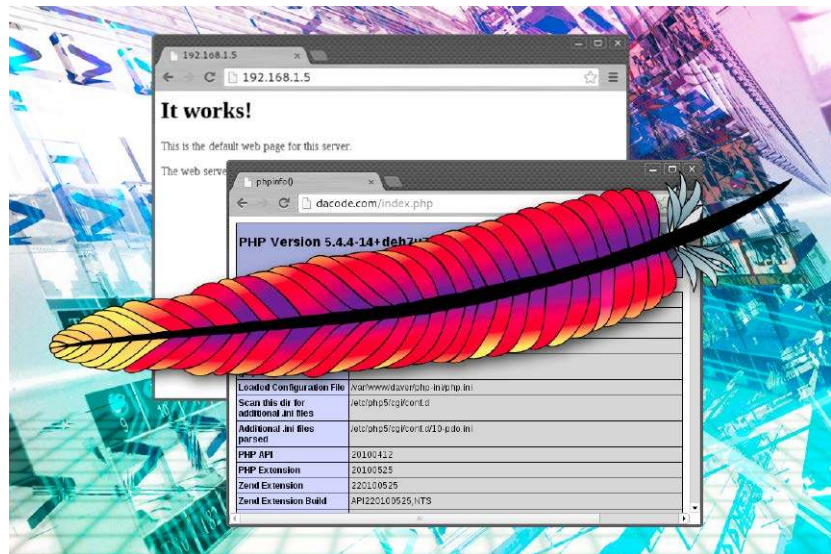 192.168.1.5
192.168.1.5
It works!
This is the default web page for this server.
The web serve
phpinfo()
dacode.com/index.php
PHP Version 5.4.4-14+deb7u
Loaded Configuration File /var/www/daver/php-ini/php.ini
Scan this dir for /etc/php5/cgi/conf.d
additional .ini files
Additional .ini files /etc/php5/cgi/conf.d/10-pdo.ini
parsed
PHP API 20100412
PHP Extension 20100525
Zend Extension 220100525
Zend Extension Build API220100525,NTS